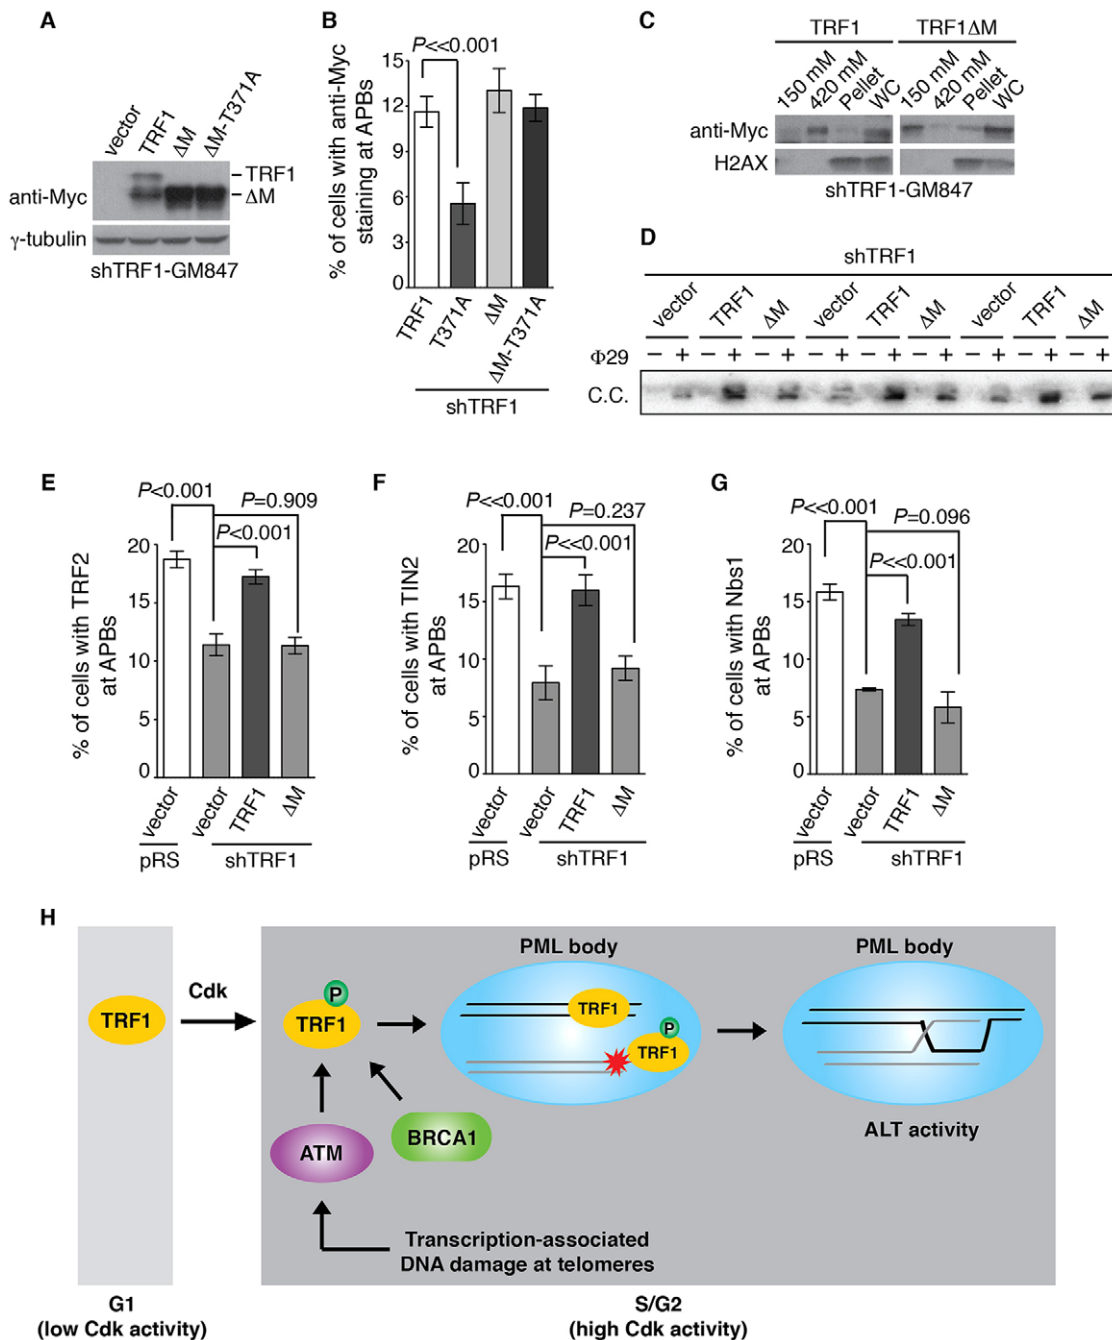 A
vector
TRF1
ΔM
ΔM-T371A
anti-Myc
TRF1
ΔM
γ-tubulin
shTRF1-GM847
B
P<<0.001
% of cells with anti-Myc
staining at APBs
15
12
9
6
3
0
TRF1
T371A
ΔM
ΔM-T371A
shTRF1
C
TRF1
TRF1ΔM
150 mM
420 mM
Pellet
WC
150 mM
420 mM
Pellet
WC
anti-Myc
H2AX
shTRF1-GM847
D
shTRF1
vector
TRF1
ΔM
vector
TRF1
ΔM
vector
TRF1
ΔM
Φ29
− + − + − + − + − + − + − + − + − +
C.C.
E
P<0.001
P=0.909
P<0.001
% of cells with TRF2
at APBs
20
15
10
5
0
vector
vector
TRF1
ΔM
pRS
shTRF1
F
P<<0.001
P=0.237
P<<0.001
% of cells with TIN2
at APBs
20
15
10
5
0
vector
vector
TRF1
ΔM
pRS
shTRF1
G
P<<0.001
P=0.096
P<<0.001
% of cells with Nbs1
at APBs
20
15
10
5
0
vector
vector
TRF1
ΔM
pRS
shTRF1
H
TRF1
Cdk
P
TRF1
ATM
BRCA1
Transcription-associated
DNA damage at telomeres
PML body
TRF1
P
TRF1
PML body
ALT activity
G1
(low Cdk activity)
S/G2
(high Cdk activity)